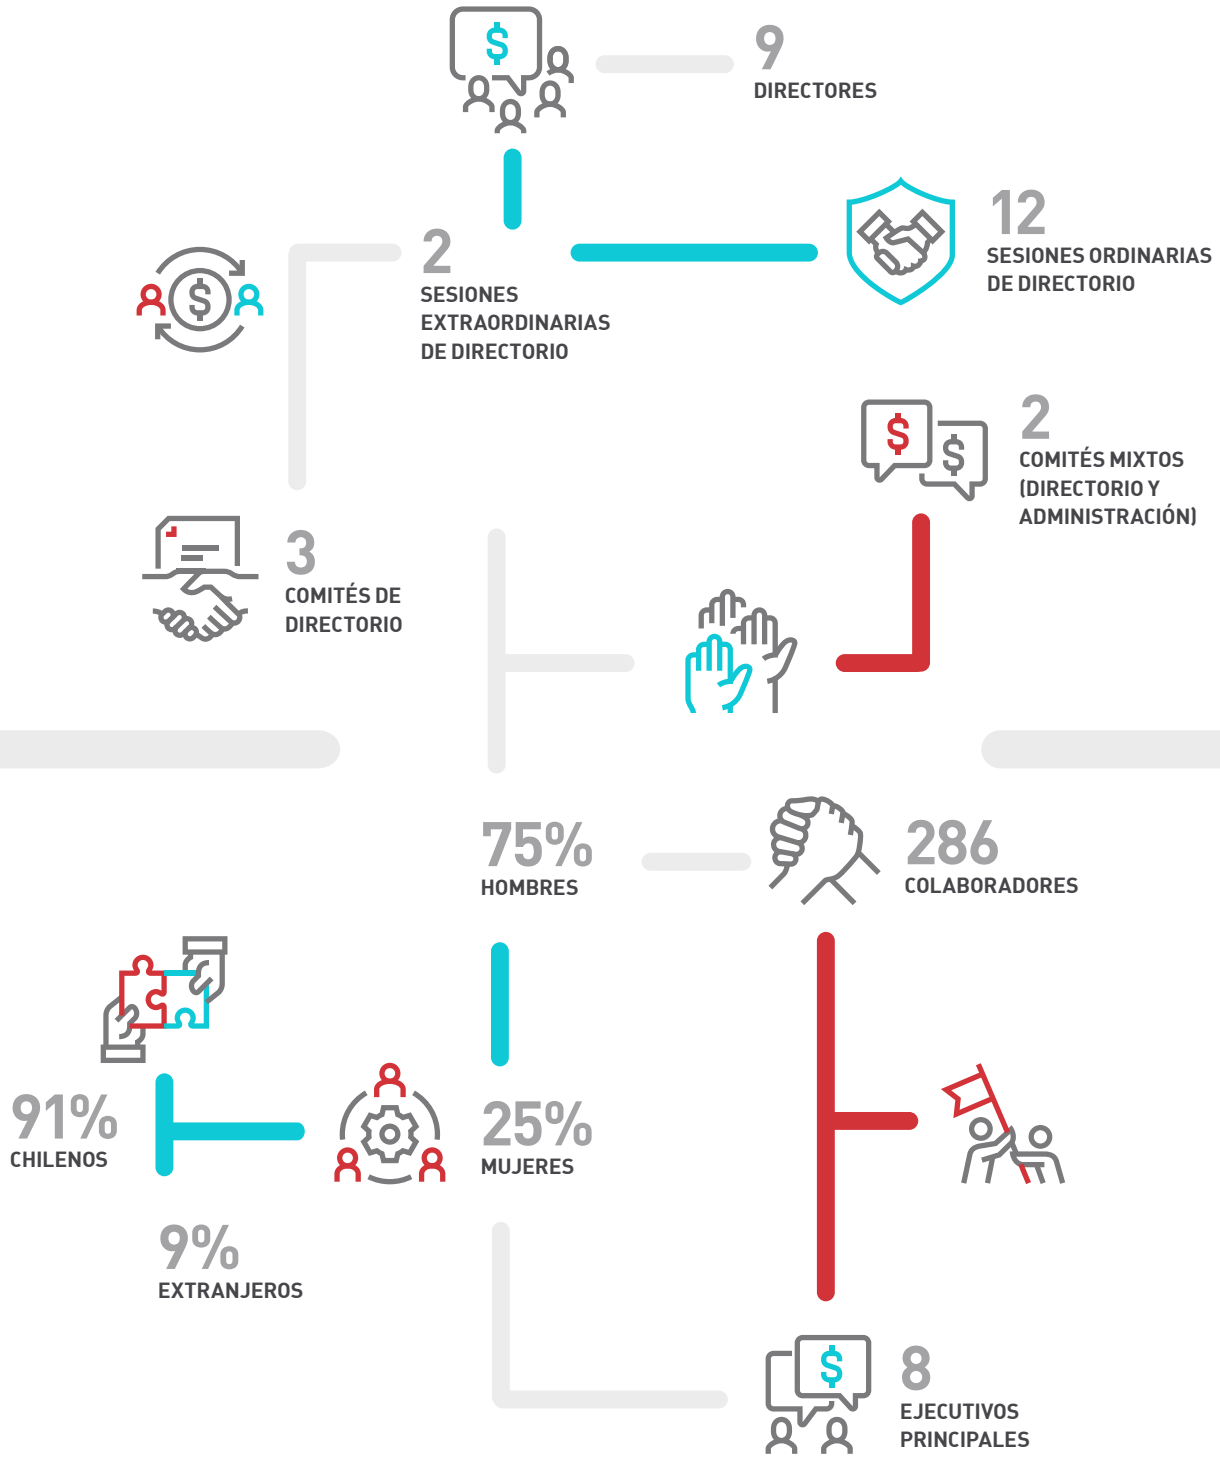 9
DIRECTORES
12
SESIONES ORDINARIAS
DE DIRECTORIO
2
SESIONES
EXTRAORDINARIAS
DE DIRECTORIO
2
COMITÉS MIXTOS
(DIRECTORIO Y
ADMINISTRACIÓN)
3
COMITÉS DE
DIRECTORIO
75%
HOMBRES
286
COLABORADORES
91%
CHILENOS
25%
MUJERES
9%
EXTRANJEROS
8
EJECUTIVOS
PRINCIPALES